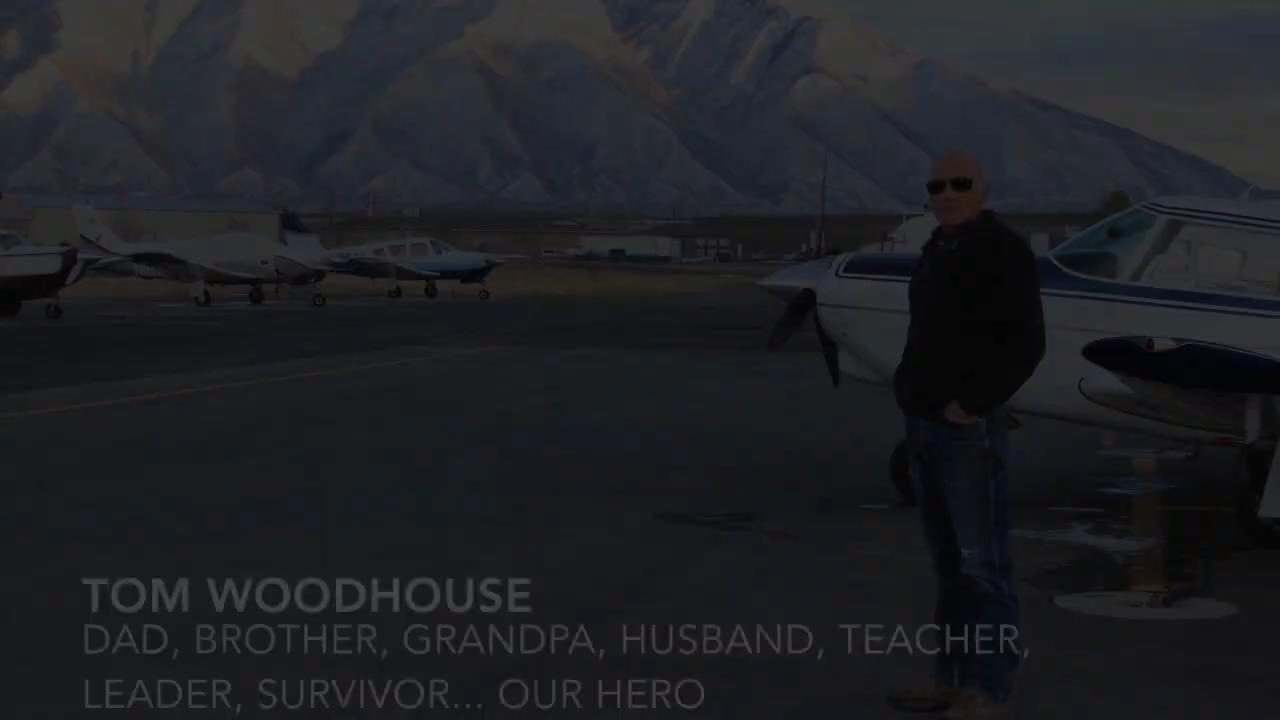 TOM WOODHOUSE
DAD, BROTHER, GRANDPA, HUSBAND, TEACHER,
LEADER, SURVIVOR... OUR HERO